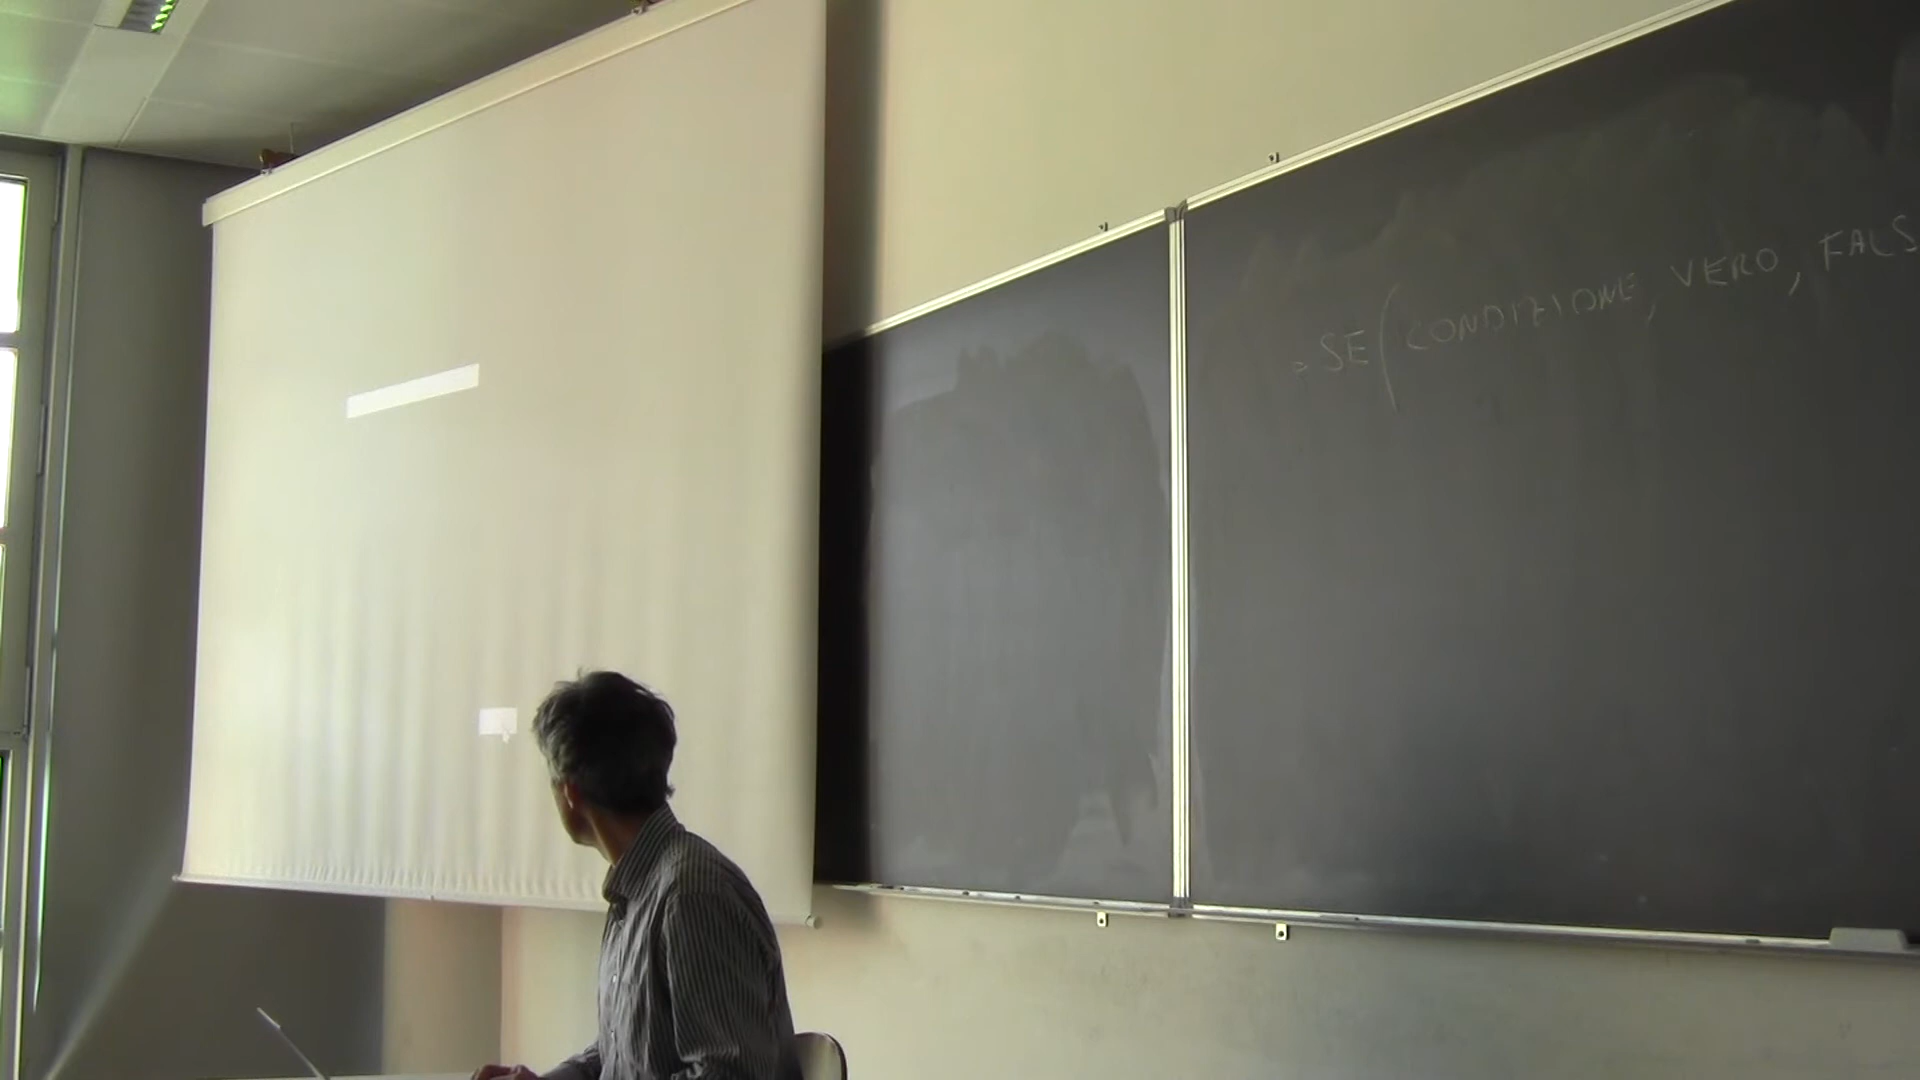 =SE(CONDIZIONE, VERO, FALS